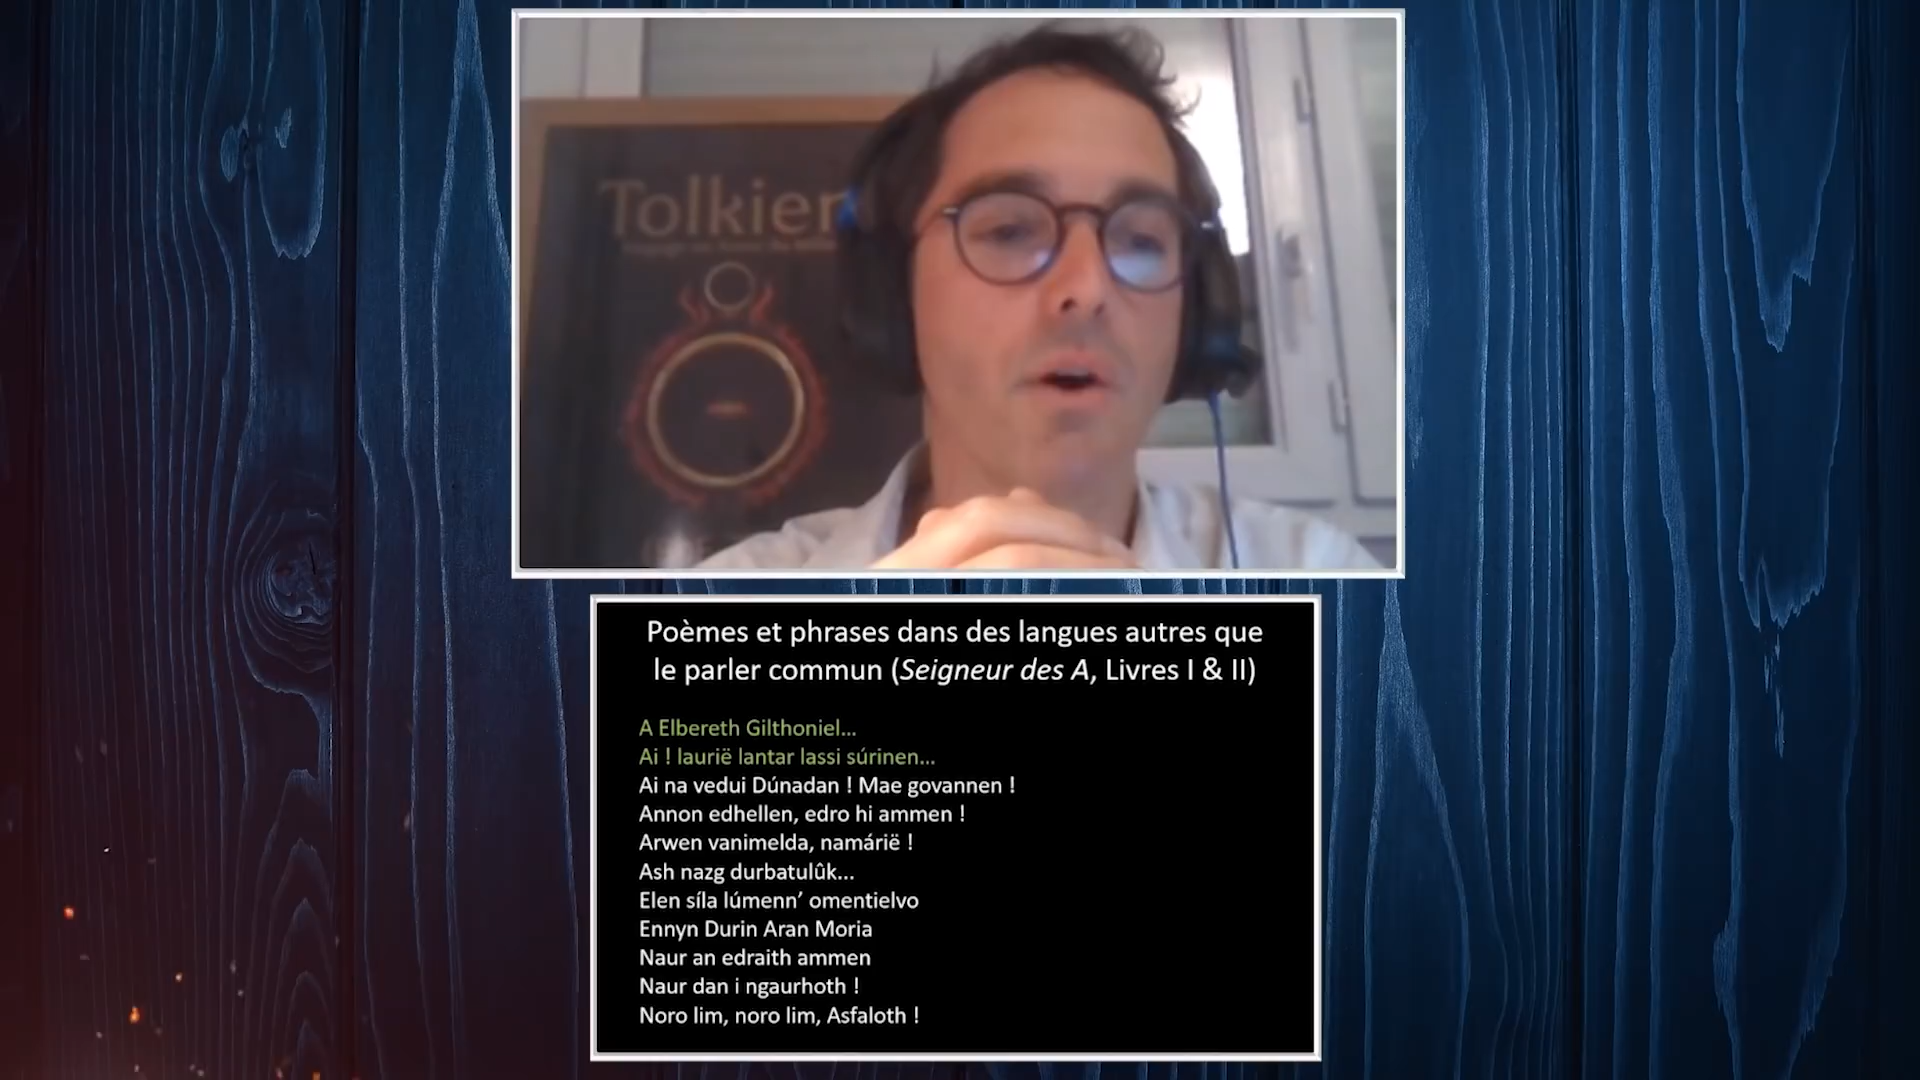 Tolkien
Poèmes et phrases dans des langues autres que
le parler commun (Seigneur des A, Livres I & II)
A Elbereth Gilthoniel...
Ai ! laurië lantar lassi súrinen...
Ai na vedui Dúnadan ! Mae govannen !
Annon edhellen, edro hi ammen !
Arwen vanimelda, namárië !
Ash nazg durbatulûk...
Elen síla lúmenn’ omentielvo
Ennyn Durin Aran Moria
Naur an edraith ammen
Naur dan i ngaurhoth !
Noro lim, noro lim, Asfaloth !